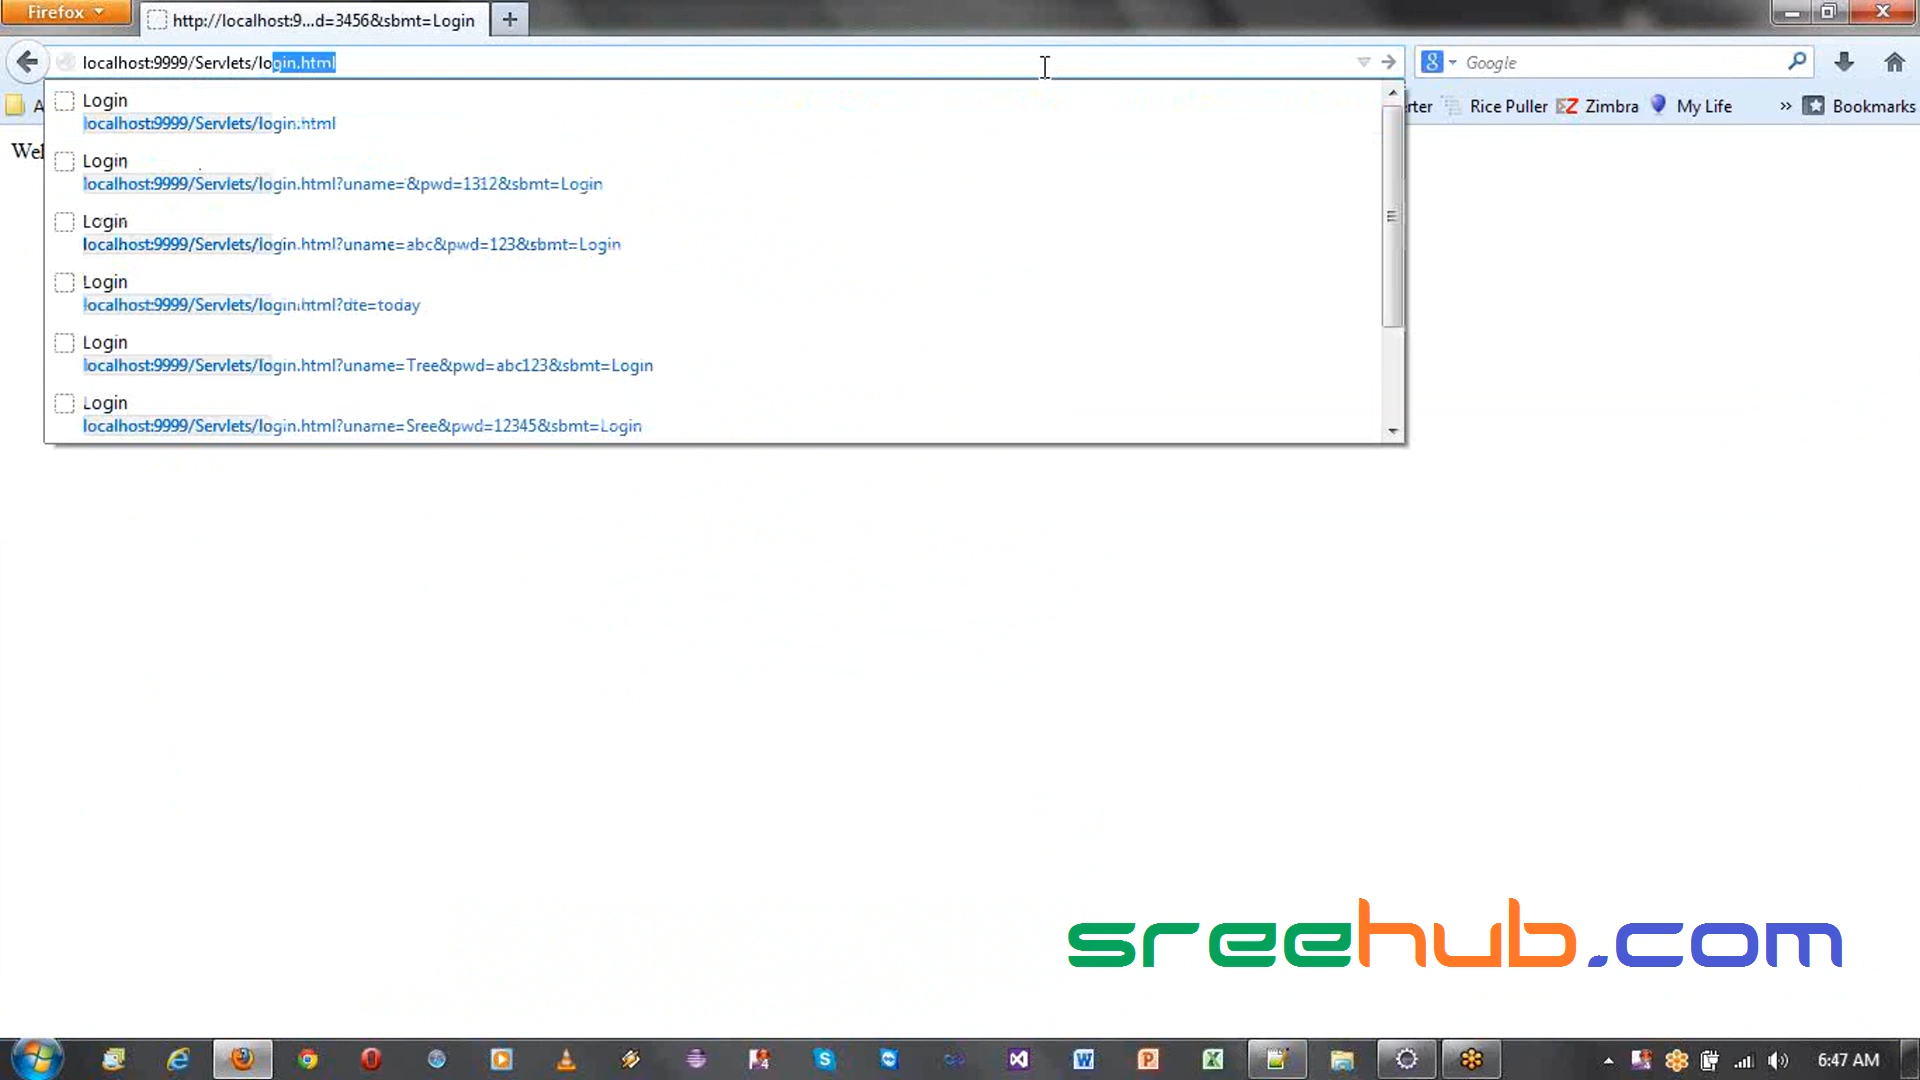 Firefox
http://localhost:9...d=3456&sbmt=Login
localhost:9999/Servlets/login.html
Google
A
erter
Rice Puller
Zimbra
My Life
»
Bookmarks
Wel
Login
localhost:9999/Servlets/login.html
Login
localhost:9999/Servlets/login.html?uname=&pwd=1312&sbmt=Login
Login
localhost:9999/Servlets/login.html?uname=abc&pwd=123&sbmt=Login
Login
localhost:9999/Servlets/login.html?dte=today
Login
localhost:9999/Servlets/login.html?uname=Tree&pwd=abc123&sbmt=Login
Login
localhost:9999/Servlets/login.html?uname=Sree&pwd=12345&sbmt=Login
sreehub.com
6:47 AM